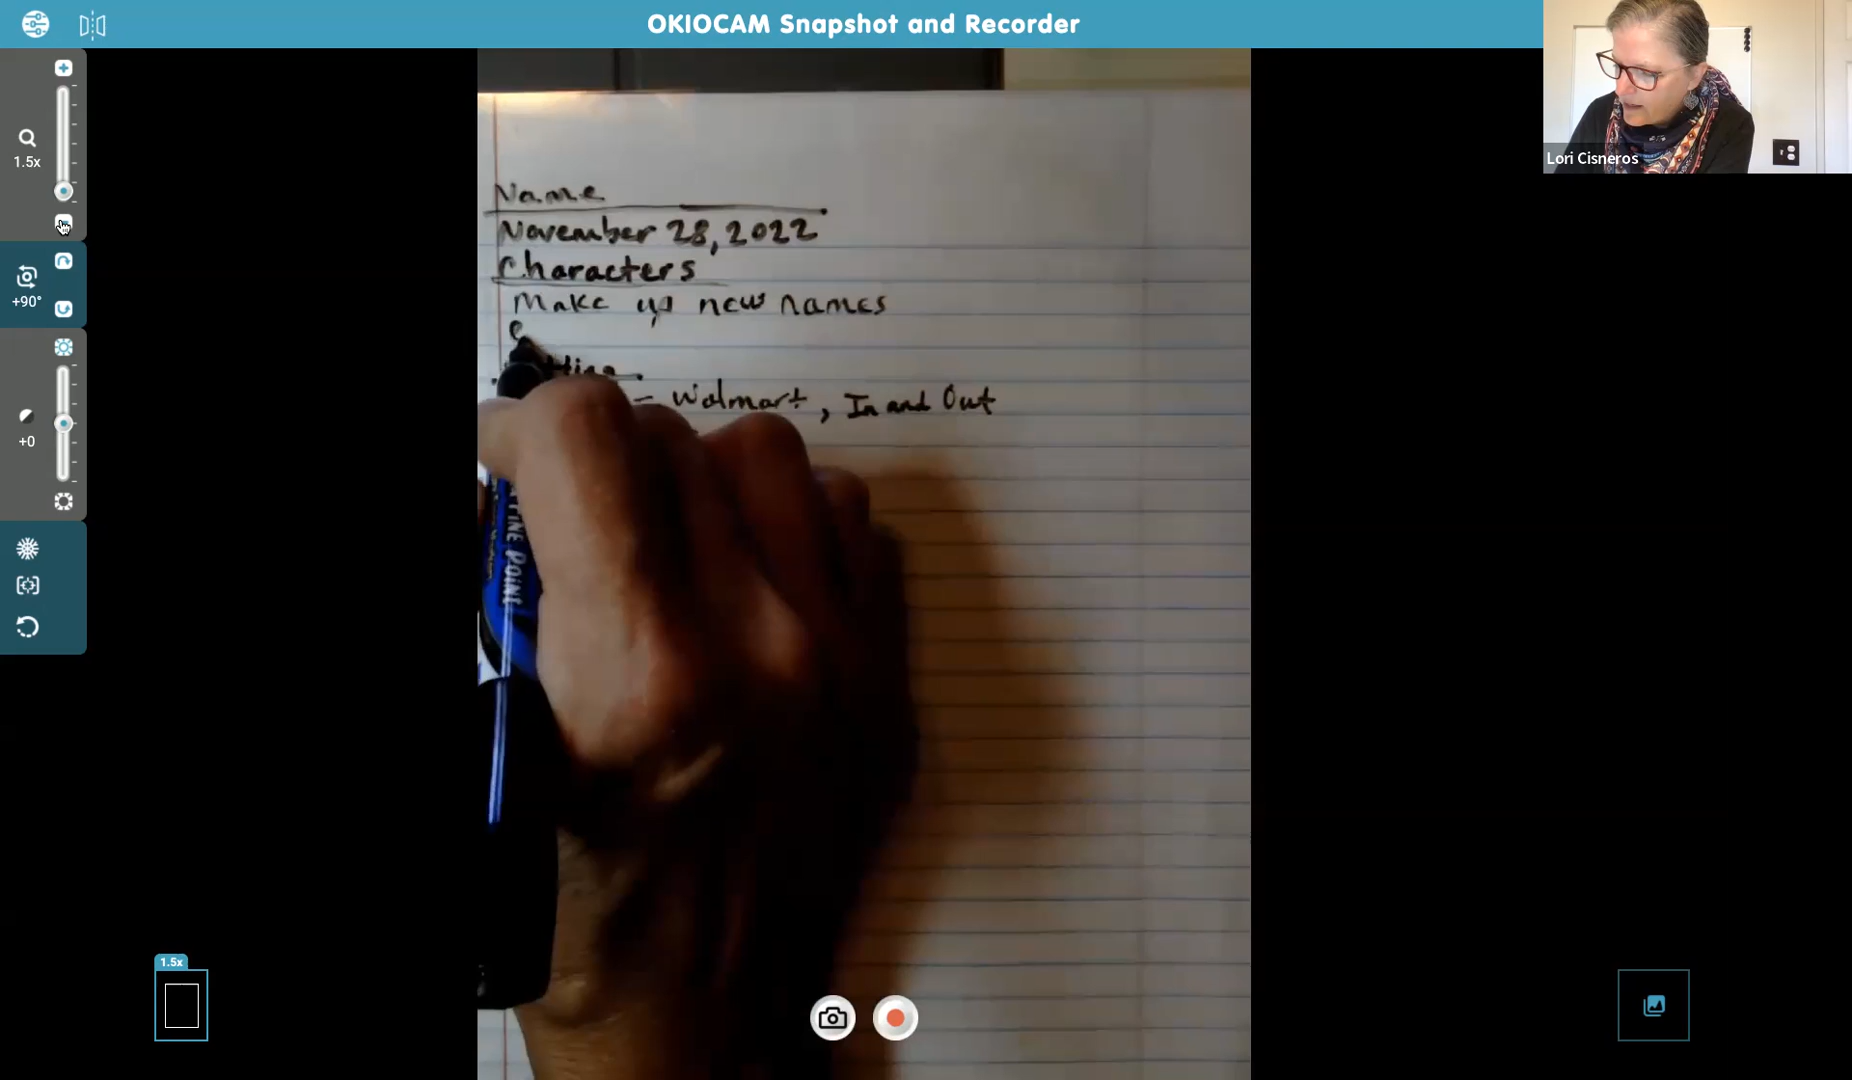 OKIOCAM Snapshot and Recorder
Lori Cisneros
1.5x
+90°
+0
Name
November 28, 2022
Characters
Make up new names
- Walmart, In and Out
FINE POINT
1.5x